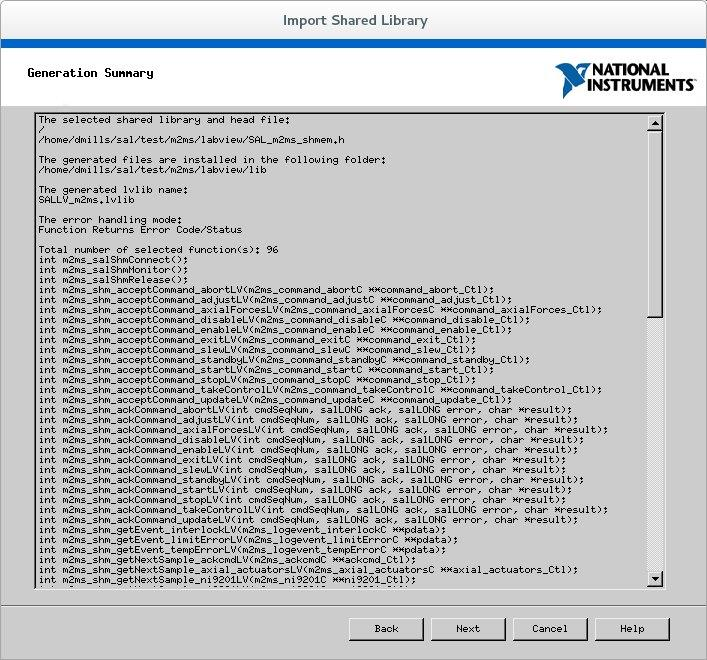 Import Shared Library
Generation Summary
NATIONAL
INSTRUMENTS
The selected shared library and head file:
/
/home/dmills/sal/test/m2ms/labview/SAL_m2ms_shmem.h
The generated files are installed in the following folder:
/home/dmills/sal/test/m2ms/labview/lib
The generated lvlib name:
SALLV_m2ms.lvlib
The error handling mode:
Function Returns Error Code/Status
Total number of selected function(s): 96
int m2ms_salShmConnect();
int m2ms_salShmMonitor();
int m2ms_salShmRelease();
int m2ms_shm_acceptCommand_abortLV(m2ms_command_abortC **command_abort_Ctl);
int m2ms_shm_acceptCommand_adjustLV(m2ms_command_adjustC **command_adjust_Ctl);
int m2ms_shm_acceptCommand_axialForcesLV(m2ms_command_axialForcesC **command_axialForces_Ctl);
int m2ms_shm_acceptCommand_disableLV(m2ms_command_disableC **command_disable_Ctl);
int m2ms_shm_acceptCommand_enableLV(m2ms_command_enableC **command_enable_Ctl);
int m2ms_shm_acceptCommand_exitLV(m2ms_command_exitC **command_exit_Ctl);
int m2ms_shm_acceptCommand_slewLV(m2ms_command_slewC **command_slew_Ctl);
int m2ms_shm_acceptCommand_standbyLV(m2ms_command_standbyC **command_standby_Ctl);
int m2ms_shm_acceptCommand_startLV(m2ms_command_startC **command_start_Ctl);
int m2ms_shm_acceptCommand_stopLV(m2ms_command_stopC **command_stop_Ctl);
int m2ms_shm_acceptCommand_takeControlLV(m2ms_command_takeControlC **command_takeControl_Ctl);
int m2ms_shm_acceptCommand_updateLV(m2ms_command_updateC **command_update_Ctl);
int m2ms_shm_ackCommand_abortLV(int cmdSeqNum, salLONG ack, salLONG error, char *result);
int m2ms_shm_ackCommand_adjustLV(int cmdSeqNum, salLONG ack, salLONG error, char *result);
int m2ms_shm_ackCommand_axialForcesLV(int cmdSeqNum, salLONG ack, salLONG error, char *result);
int m2ms_shm_ackCommand_disableLV(int cmdSeqNum, salLONG ack, salLONG error, char *result);
int m2ms_shm_ackCommand_enableLV(int cmdSeqNum, salLONG ack, salLONG error, char *result);
int m2ms_shm_ackCommand_exitLV(int cmdSeqNum, salLONG ack, salLONG error, char *result);
int m2ms_shm_ackCommand_slewLV(int cmdSeqNum, salLONG ack, salLONG error, char *result);
int m2ms_shm_ackCommand_standbyLV(int cmdSeqNum, salLONG ack, salLONG error, char *result);
int m2ms_shm_ackCommand_startLV(int cmdSeqNum, salLONG ack, salLONG error, char *result);
int m2ms_shm_ackCommand_stopLV(int cmdSeqNum, salLONG ack, salLONG error, char *result);
int m2ms_shm_ackCommand_takeControlLV(int cmdSeqNum, salLONG ack, salLONG error, char *result);
int m2ms_shm_ackCommand_updateLV(int cmdSeqNum, salLONG ack, salLONG error, char *result);
int m2ms_shm_getEvent_interlockLV(m2ms_logevent_interlockC **pdata);
int m2ms_shm_getEvent_limitErrorLV(m2ms_logevent_limitErrorC **pdata);
int m2ms_shm_getEvent_tempErrorLV(m2ms_logevent_tempErrorC **pdata);
int m2ms_shm_getNextSample_ackcmdLV(m2ms_ackcmdC **ackcmd_Ctl);
int m2ms_shm_getNextSample_axial_actuatorsLV(m2ms_axial_actuatorsC **axial_actuators_Ctl);
int m2ms_shm_getNextSample_ni9201LV(m2ms_ni9201C **ni9201_Ctl);
Back
Next
Cancel
Help